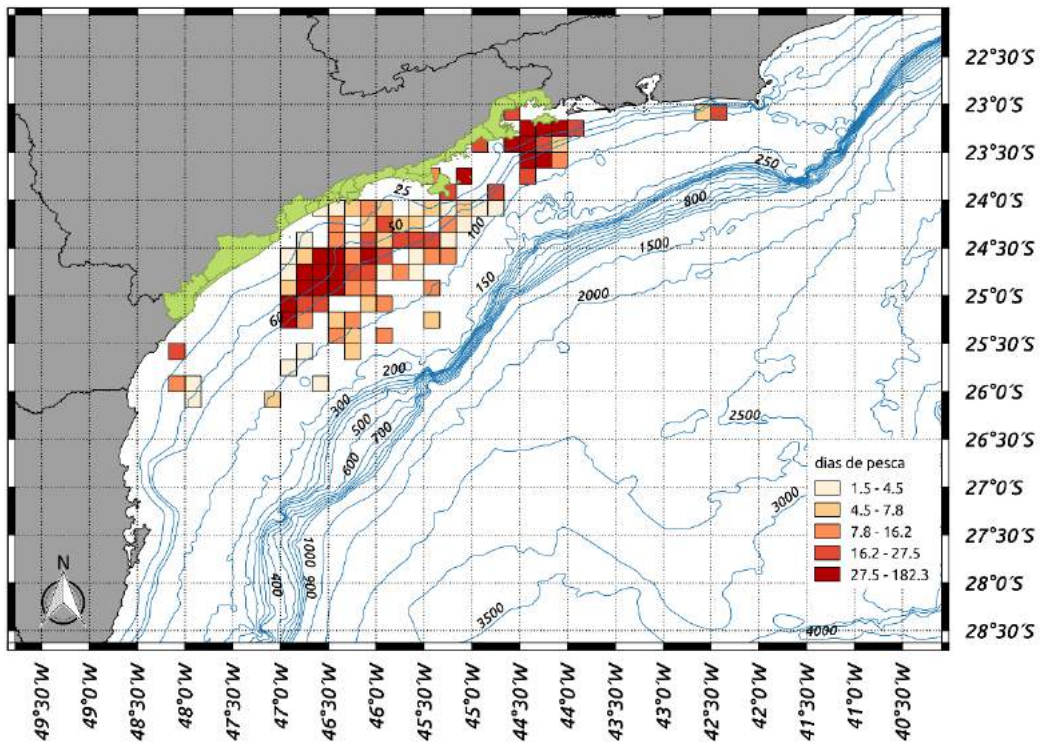 22°30'S
23°0'S
23°30'S
24°0'S
24°30'S
25°0'S
25°30'S
26°0'S
26°30'S
27°0'S
27°30'S
28°0'S
28°30'S
250
25
800
50
100
1500
150
2000
60
200
300
500
700
600
2500
3000
1000
900
400
3500
4000
dias de pesca
1.5 - 4.5
4.5 - 7.8
7.8 - 16.2
16.2 - 27.5
27.5 - 182.3
N
49°30'W
49°0'W
48°30'W
48°0'W
47°30'W
47°0'W
46°30'W
46°0'W
45°30'W
45°0'W
44°30'W
44°0'W
43°30'W
43°0'W
42°30'W
42°0'W
41°30'W
41°0'W
40°30'W